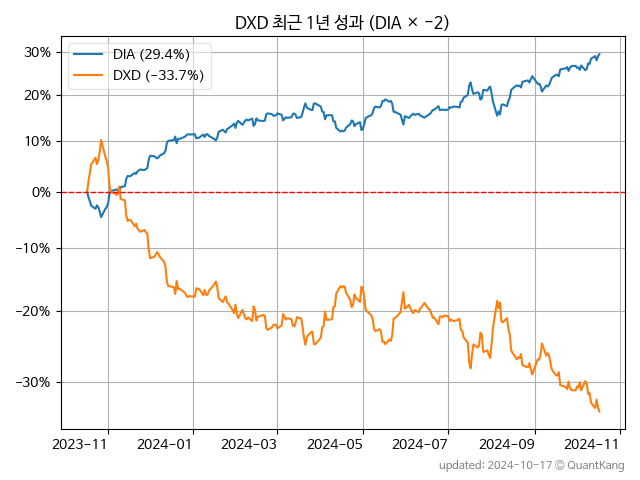 DXD 최근 1년 성과 (DIA × −2)
DIA (29.4%)
DXD (−33.7%)
30%
20%
10%
0%
−10%
−20%
−30%
2023-11 2024-01 2024-03 2024-05 2024-07 2024-09 2024-11
updated: 2024-10-17 © QuantKang